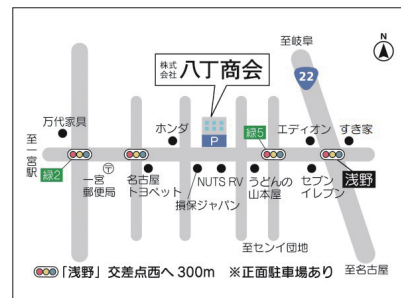 至岐阜
N
株式
会社 八丁商会
22
万代家具
ホンダ
P
緑5
エディオン
すき家
至一宮駅
緑2
一宮
郵便局
名古屋
トヨペット
NUTS RV
うどんの
山本屋
セブン
イレブン
浅野
損保ジャパン
至センイ団地
至名古屋
「浅野」交差点西へ 300m ※正面駐車場あり